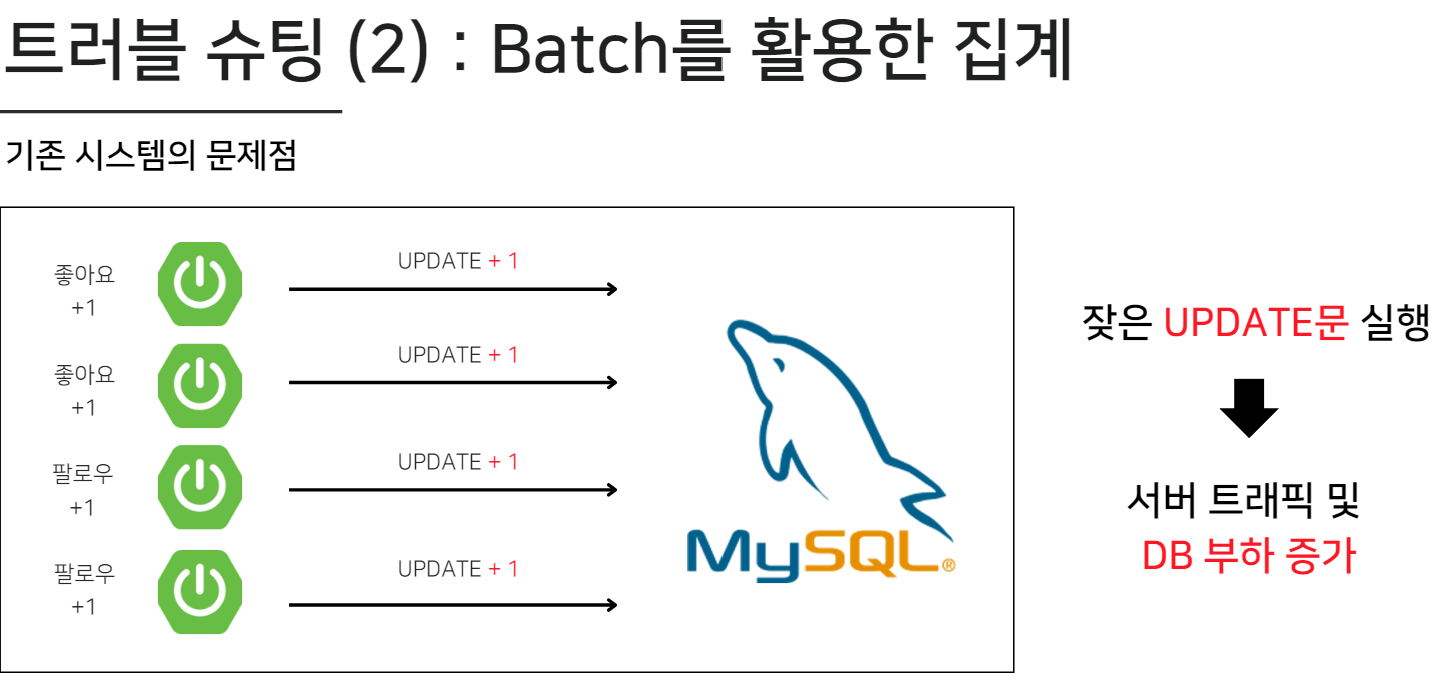 트러블 슈팅 (2) : Batch를 활용한 집계
기존 시스템의 문제점
좋아요
+1
UPDATE + 1
좋아요
+1
UPDATE + 1
팔로우
+1
UPDATE + 1
팔로우
+1
UPDATE + 1
MySQL®
잦은 UPDATE문 실행
서버 트래픽 및
DB 부하 증가